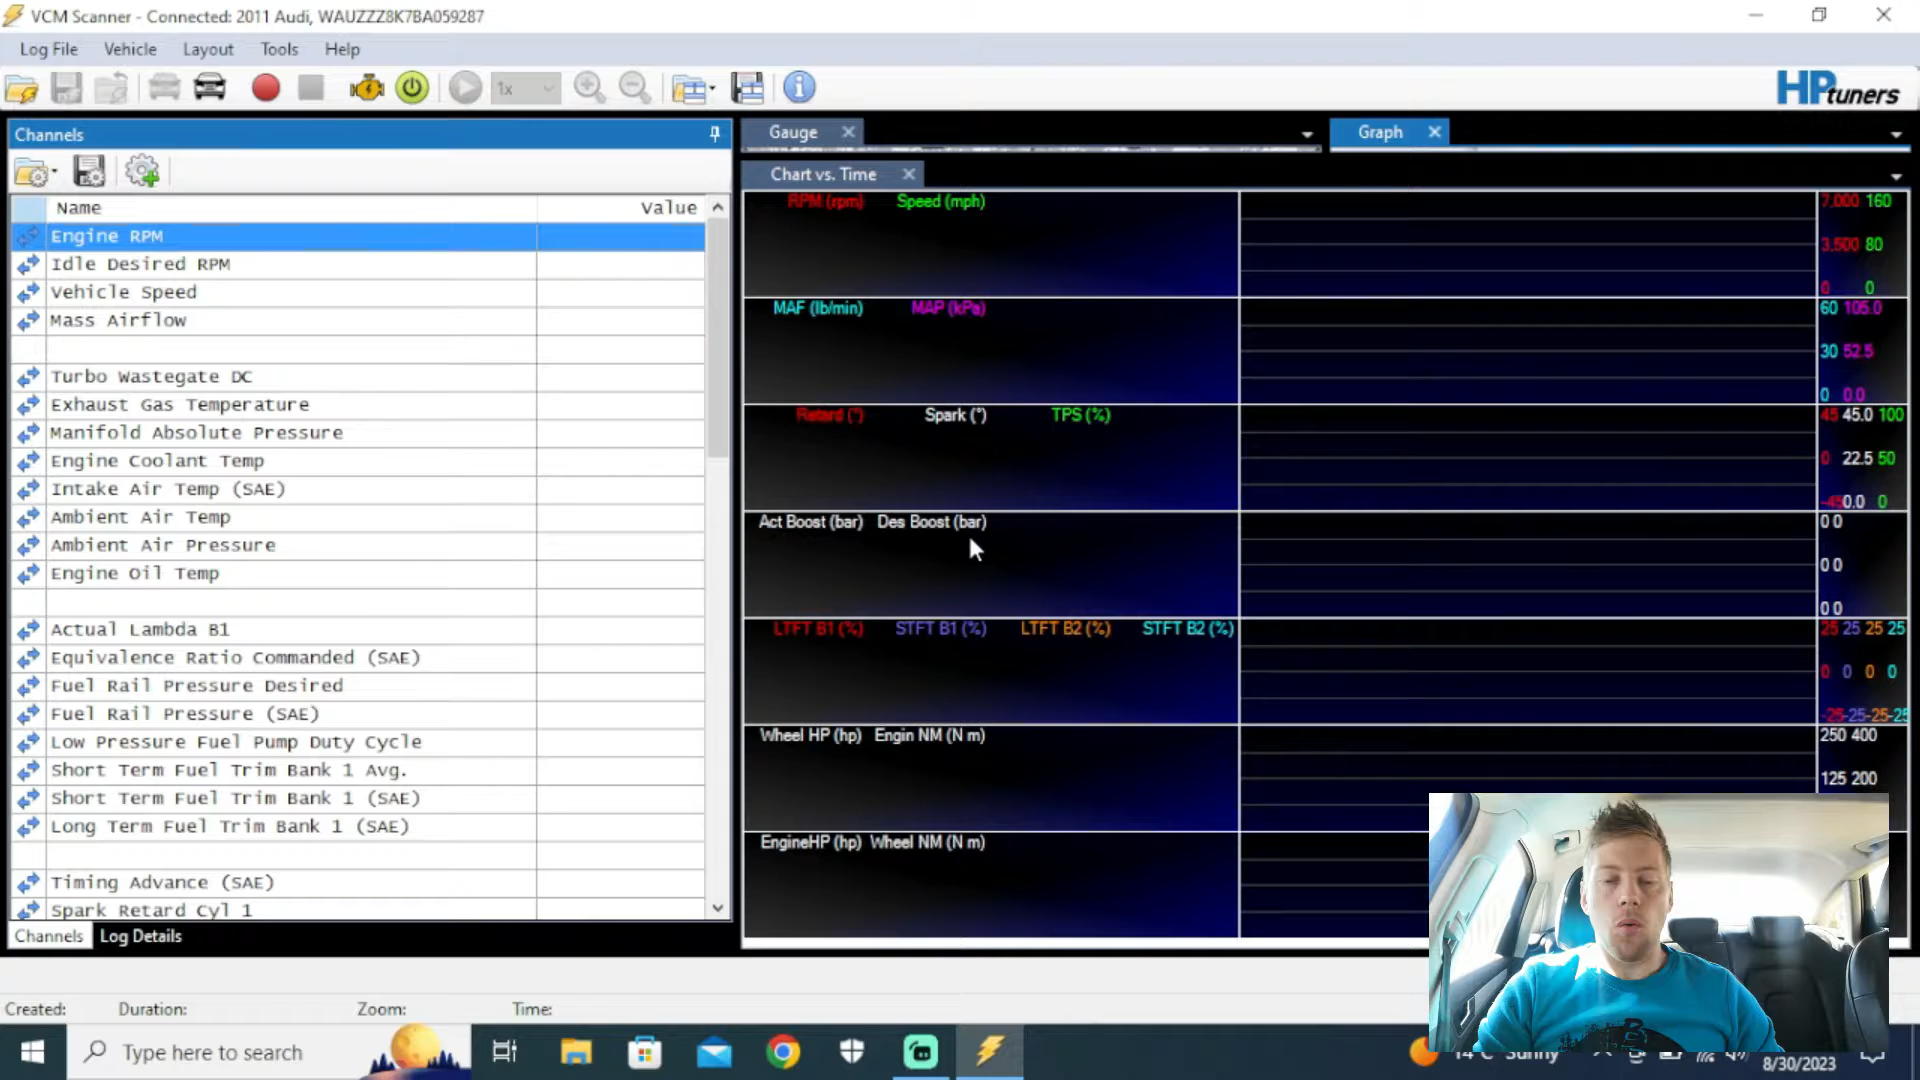 VCM Scanner - Connected: 2011 Audi, WAUZZZ8K7BA059287
Log File Vehicle Layout Tools Help
1x
HPtuners
Channels
Gauge
Graph
Chart vs. Time
Name Value
Engine RPM
Idle Desired RPM
Vehicle Speed
Mass Airflow
Turbo Wastegate DC
Exhaust Gas Temperature
Manifold Absolute Pressure
Engine Coolant Temp
Intake Air Temp (SAE)
Ambient Air Temp
Ambient Air Pressure
Engine Oil Temp
Actual Lambda B1
Equivalence Ratio Commanded (SAE)
Fuel Rail Pressure Desired
Fuel Rail Pressure (SAE)
Low Pressure Fuel Pump Duty Cycle
Short Term Fuel Trim Bank 1 Avg.
Short Term Fuel Trim Bank 1 (SAE)
Long Term Fuel Trim Bank 1 (SAE)
Timing Advance (SAE)
Spark Retard Cyl 1
Channels Log Details
RPM (rpm) Speed (mph)
7,000 160
3,500 80
0 0
MAF (lb/min) MAP (kPa)
60 105.0
30 52.5
0 0.0
Retard (°) Spark (°) TPS (%)
45 45.0 100
0 22.5 50
-45 0.0 0
Act Boost (bar) Des Boost (bar)
0 0
0 0
0 0
LTFT B1 (%) STFT B1 (%) LTFT B2 (%) STFT B2 (%)
25 25 25 25
0 0 0 0
-25 -25 -25 -25
Wheel HP (hp) Engin NM (N m)
250 400
125 200
EngineHP (hp) Wheel NM (N m)
Created: Duration: Zoom: Time:
Type here to search
14°C Sunny
8/30/2023